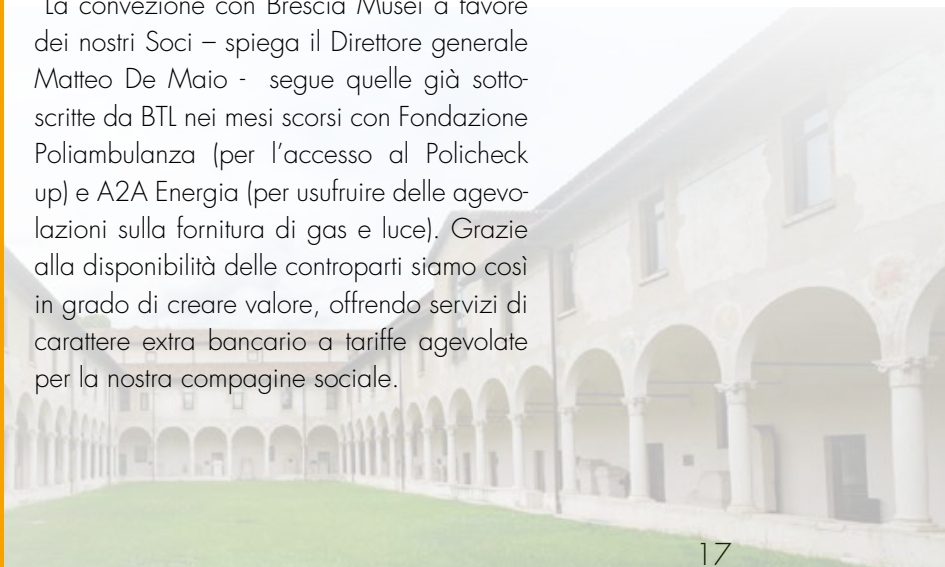 La convezione con Brescia Musei a favore
dei nostri Soci – spiega il Direttore generale
Matteo De Maio - segue quelle già sotto-
scritte da BTL nei mesi scorsi con Fondazione
Poliambulanza (per l'accesso al Policheck
up) e A2A Energia (per usufruire delle agevo-
lazioni sulla fornitura di gas e luce). Grazie
alla disponibilità delle controparti siamo così
in grado di creare valore, offrendo servizi di
carattere extra bancario a tariffe agevolate
per la nostra compagine sociale.
17